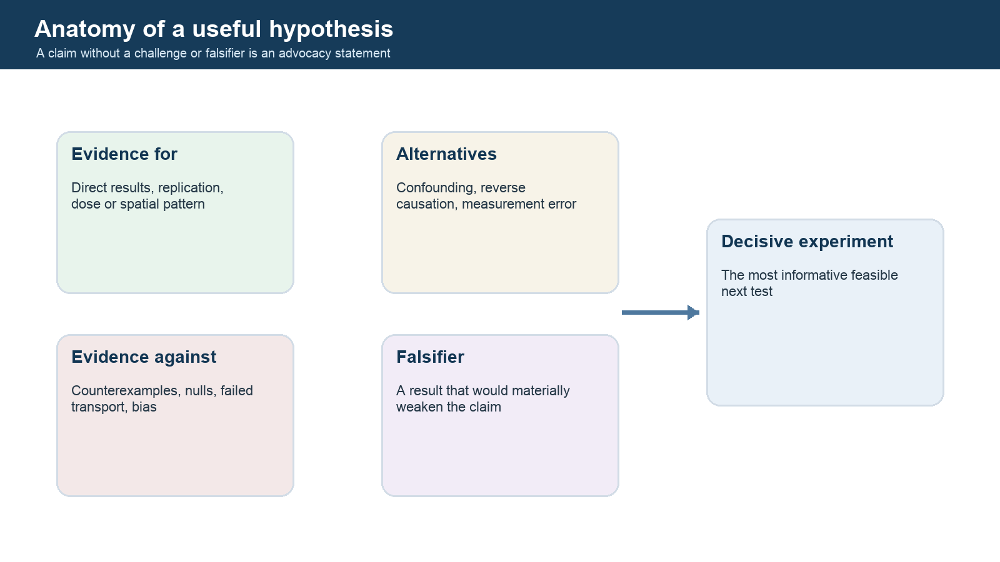 Anatomy of a useful hypothesis
A claim without a challenge or falsifier is an advocacy statement
Evidence for
Direct results, replication,
dose or spatial pattern
Alternatives
Confounding, reverse
causation, measurement error
Evidence against
Counterexamples, nulls, failed
transport, bias
Falsifier
A result that would materially
weaken the claim
Decisive experiment
The most informative feasible
next test